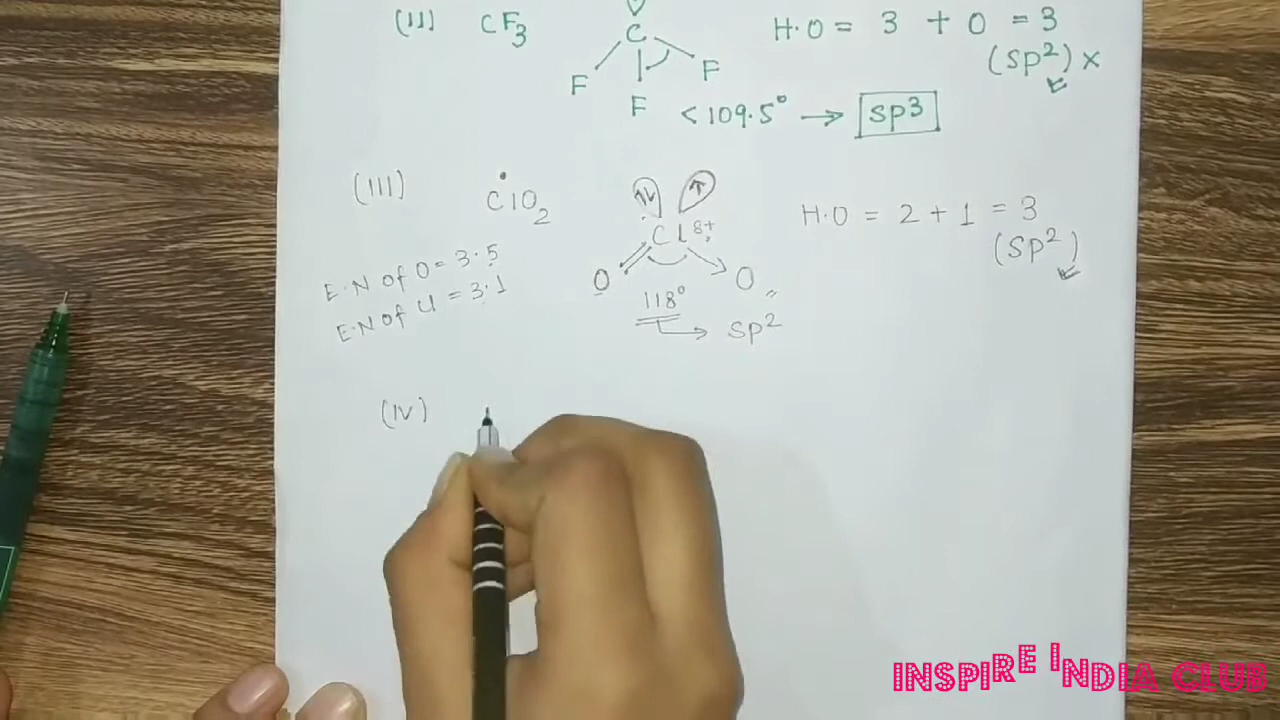 (II) CF3 C H.O = 3 + 0 = 3
F F F (sp²) x
< 109.5° → sp3
(III) ClO2 H.O = 2 + 1 = 3
Cl δ+ (sp²)
E.N of O = 3.5
E.N of Cl = 3.1
O O
118°
sp²
(IV)
INSPIRE INDIA CLUB